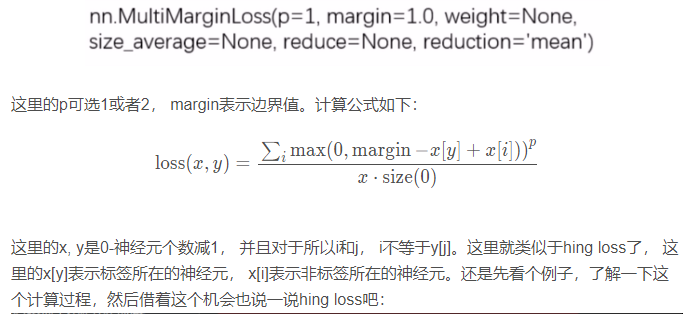 nn.MultiMarginLoss(p=1, margin=1.0, weight=None,
size_average=None, reduce=None, reduction='mean')
这里的p可选1或者2， margin表示边界值。计算公式如下：
loss(x, y) = \frac{\sum_i max(0, margin −x[y] + x[i]))^p}{x · size(0)}
这里的x, y是0-神经元个数减1， 并且对于所以i和j， i不等于y[j]。这里就类似于hing loss了， 这
里的x[y]表示标签所在的神经元， x[i]表示非标签所在的神经元。还是先看个例子，了解一下这
个计算过程，然后借着这个机会也说一说hing loss吧：